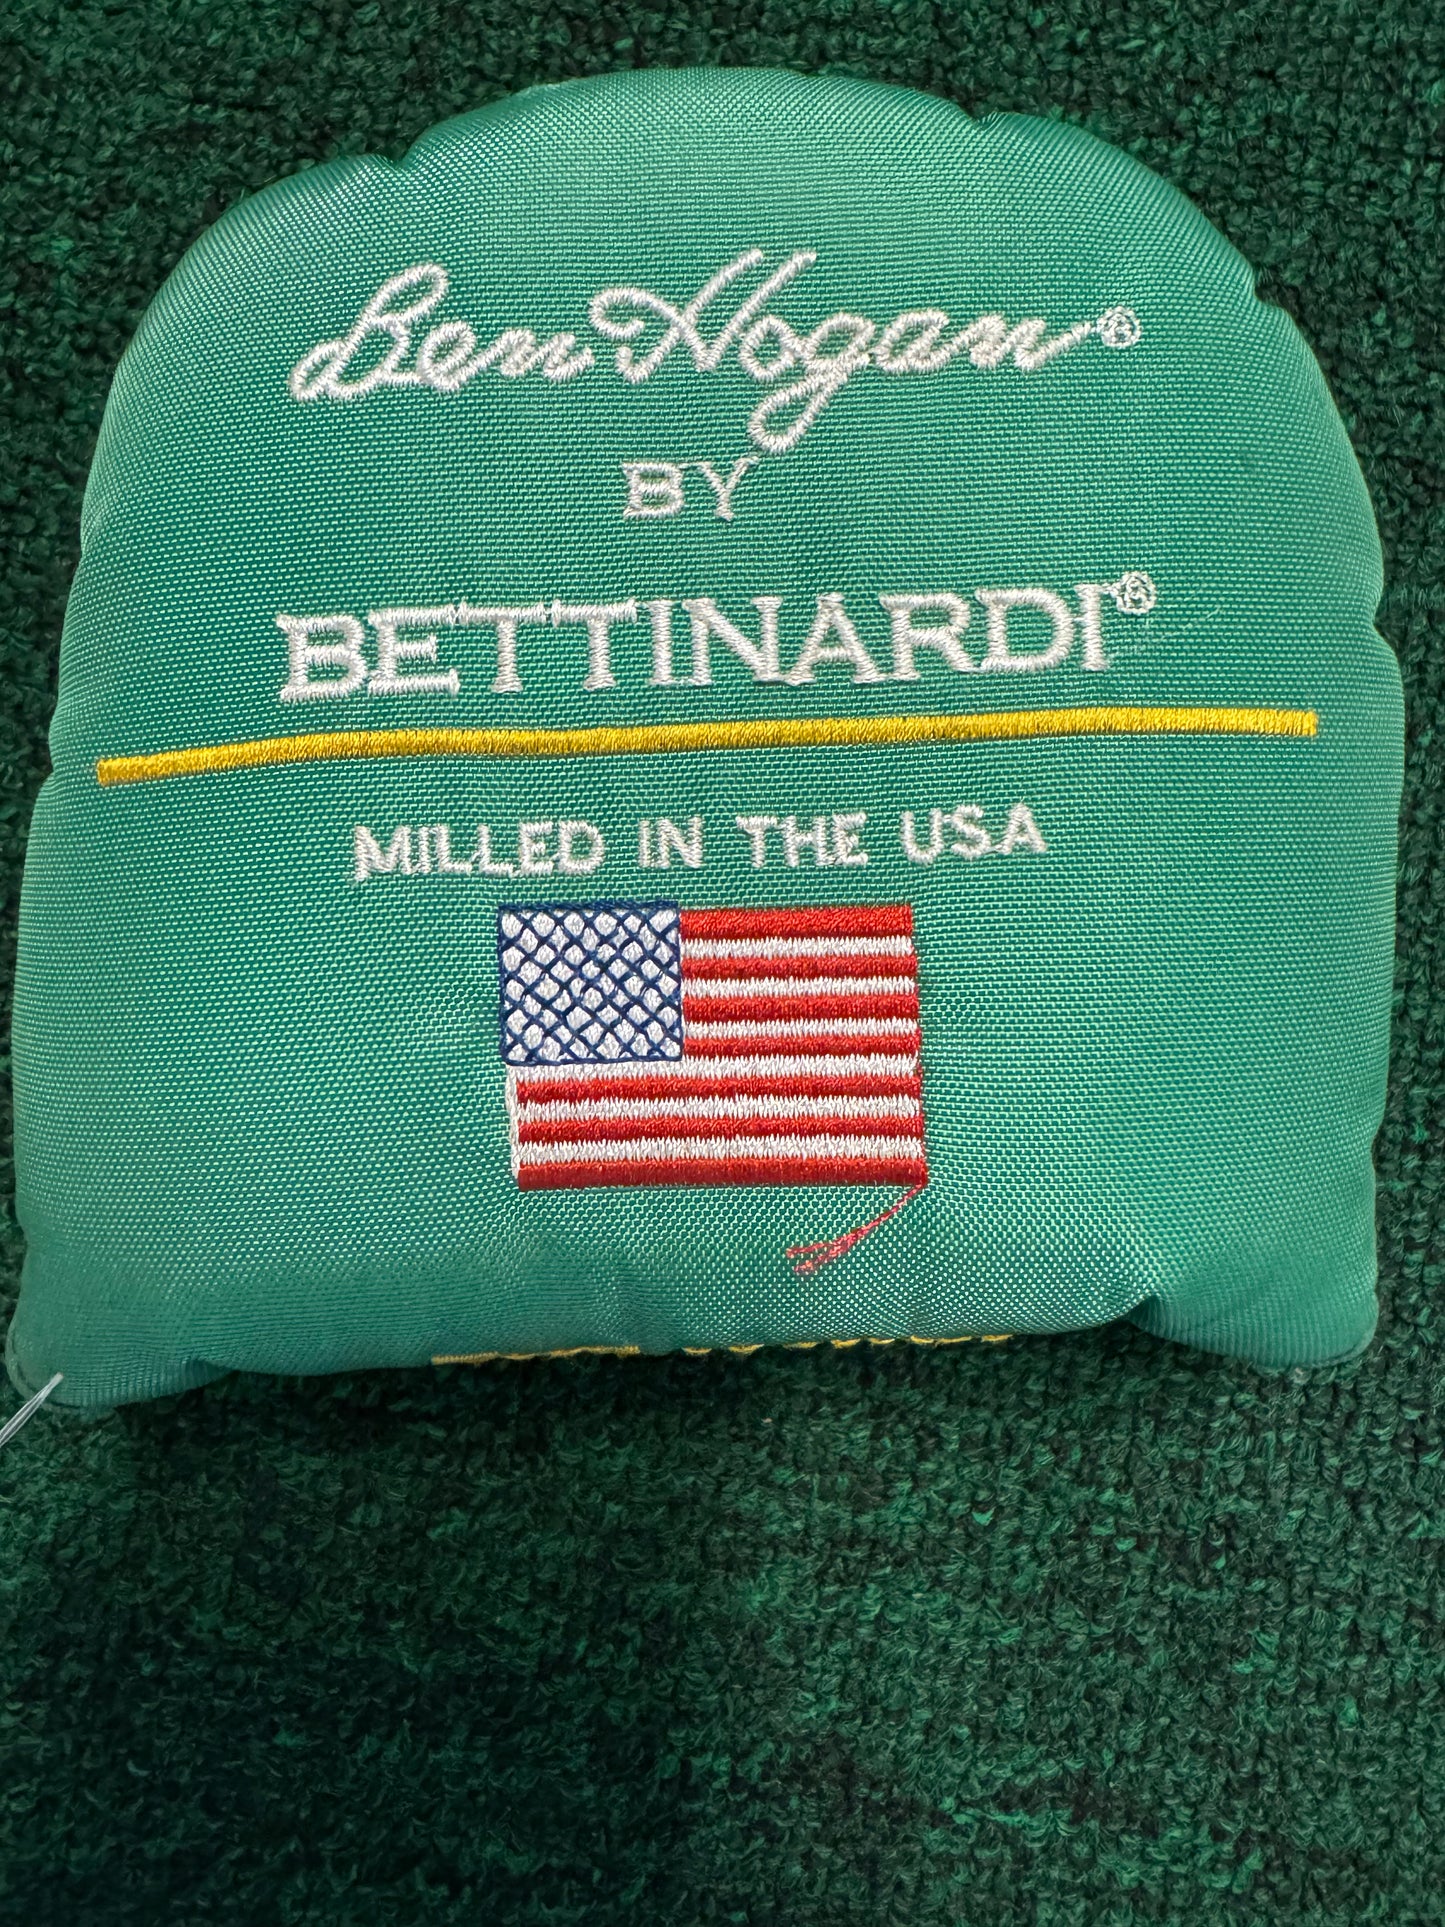 Ben Hogan®
BY
BETTINARDI®
MILLED IN THE USA